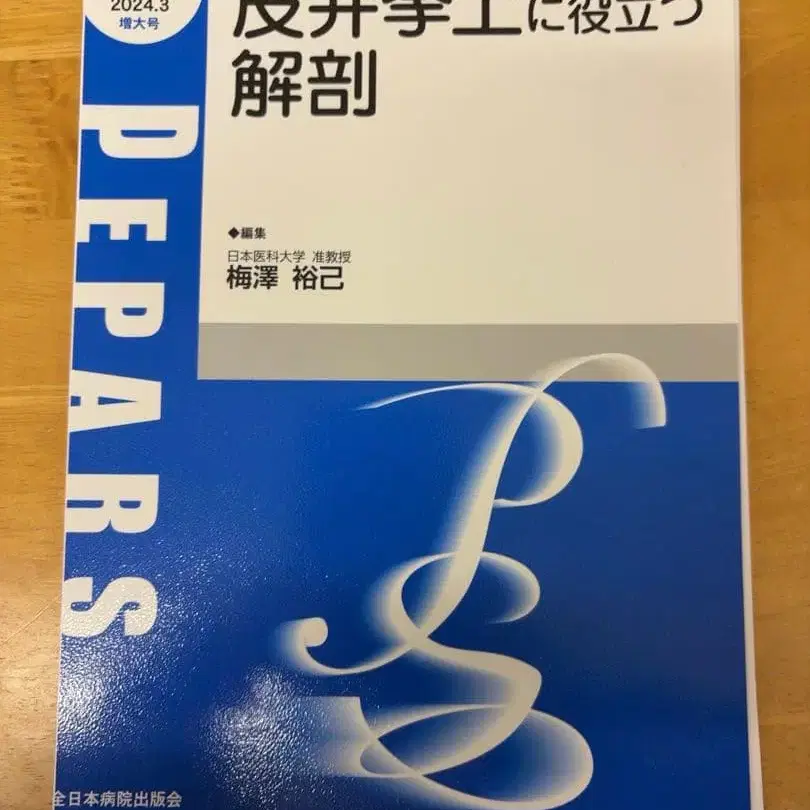 2024.3
増大号
皮弁挙上に役立つ
解剖
PEPARS
◆編集
日本医科大学 准教授
梅澤 裕己
全日本病院出版会